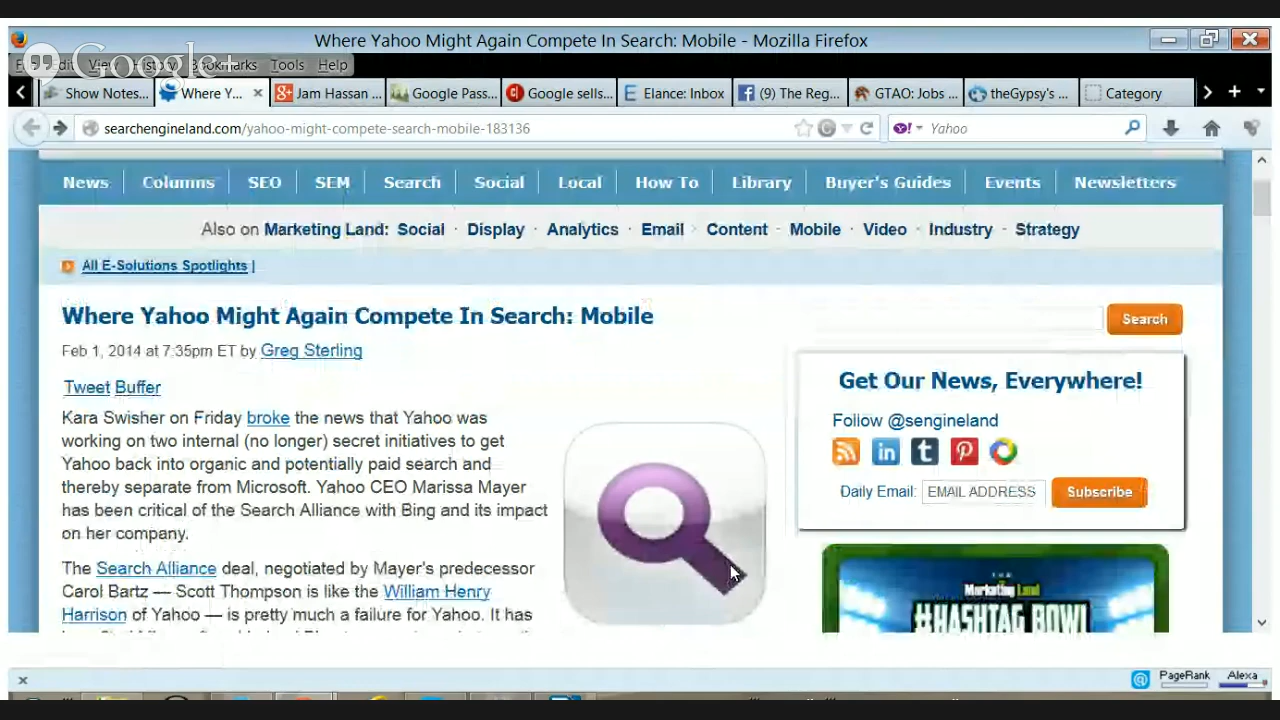 Where Yahoo Might Again Compete In Search: Mobile - Mozilla Firefox
Google+
Edit View History Bookmarks Tools Help
Show Notes... Where Y... Jam Hassan ... Google Pass... Google sells... Elance: Inbox (9) The Reg... GTAO: Jobs ... theGypsy's ... Category
searchengineland.com/yahoo-might-compete-search-mobile-183136 Yahoo
News Columns SEO SEM Search Social Local How To Library Buyer's Guides Events Newsletters
Also on Marketing Land: Social · Display · Analytics · Email · Content · Mobile · Video · Industry · Strategy
All E-Solutions Spotlights |
Where Yahoo Might Again Compete In Search: Mobile
Feb 1, 2014 at 7:35pm ET by Greg Sterling
Tweet Buffer
Kara Swisher on Friday broke the news that Yahoo was
working on two internal (no longer) secret initiatives to get
Yahoo back into organic and potentially paid search and
thereby separate from Microsoft. Yahoo CEO Marissa Mayer
has been critical of the Search Alliance with Bing and its impact
on her company.
The Search Alliance deal, negotiated by Mayer's predecessor
Carol Bartz — Scott Thompson is like the William Henry
Harrison of Yahoo — is pretty much a failure for Yahoo. It has
Search
Get Our News, Everywhere!
Follow @sengineland
Daily Email: EMAIL ADDRESS Subscribe
THE
Marketing Land
#HASHTAG BOWL
PageRank Alexa